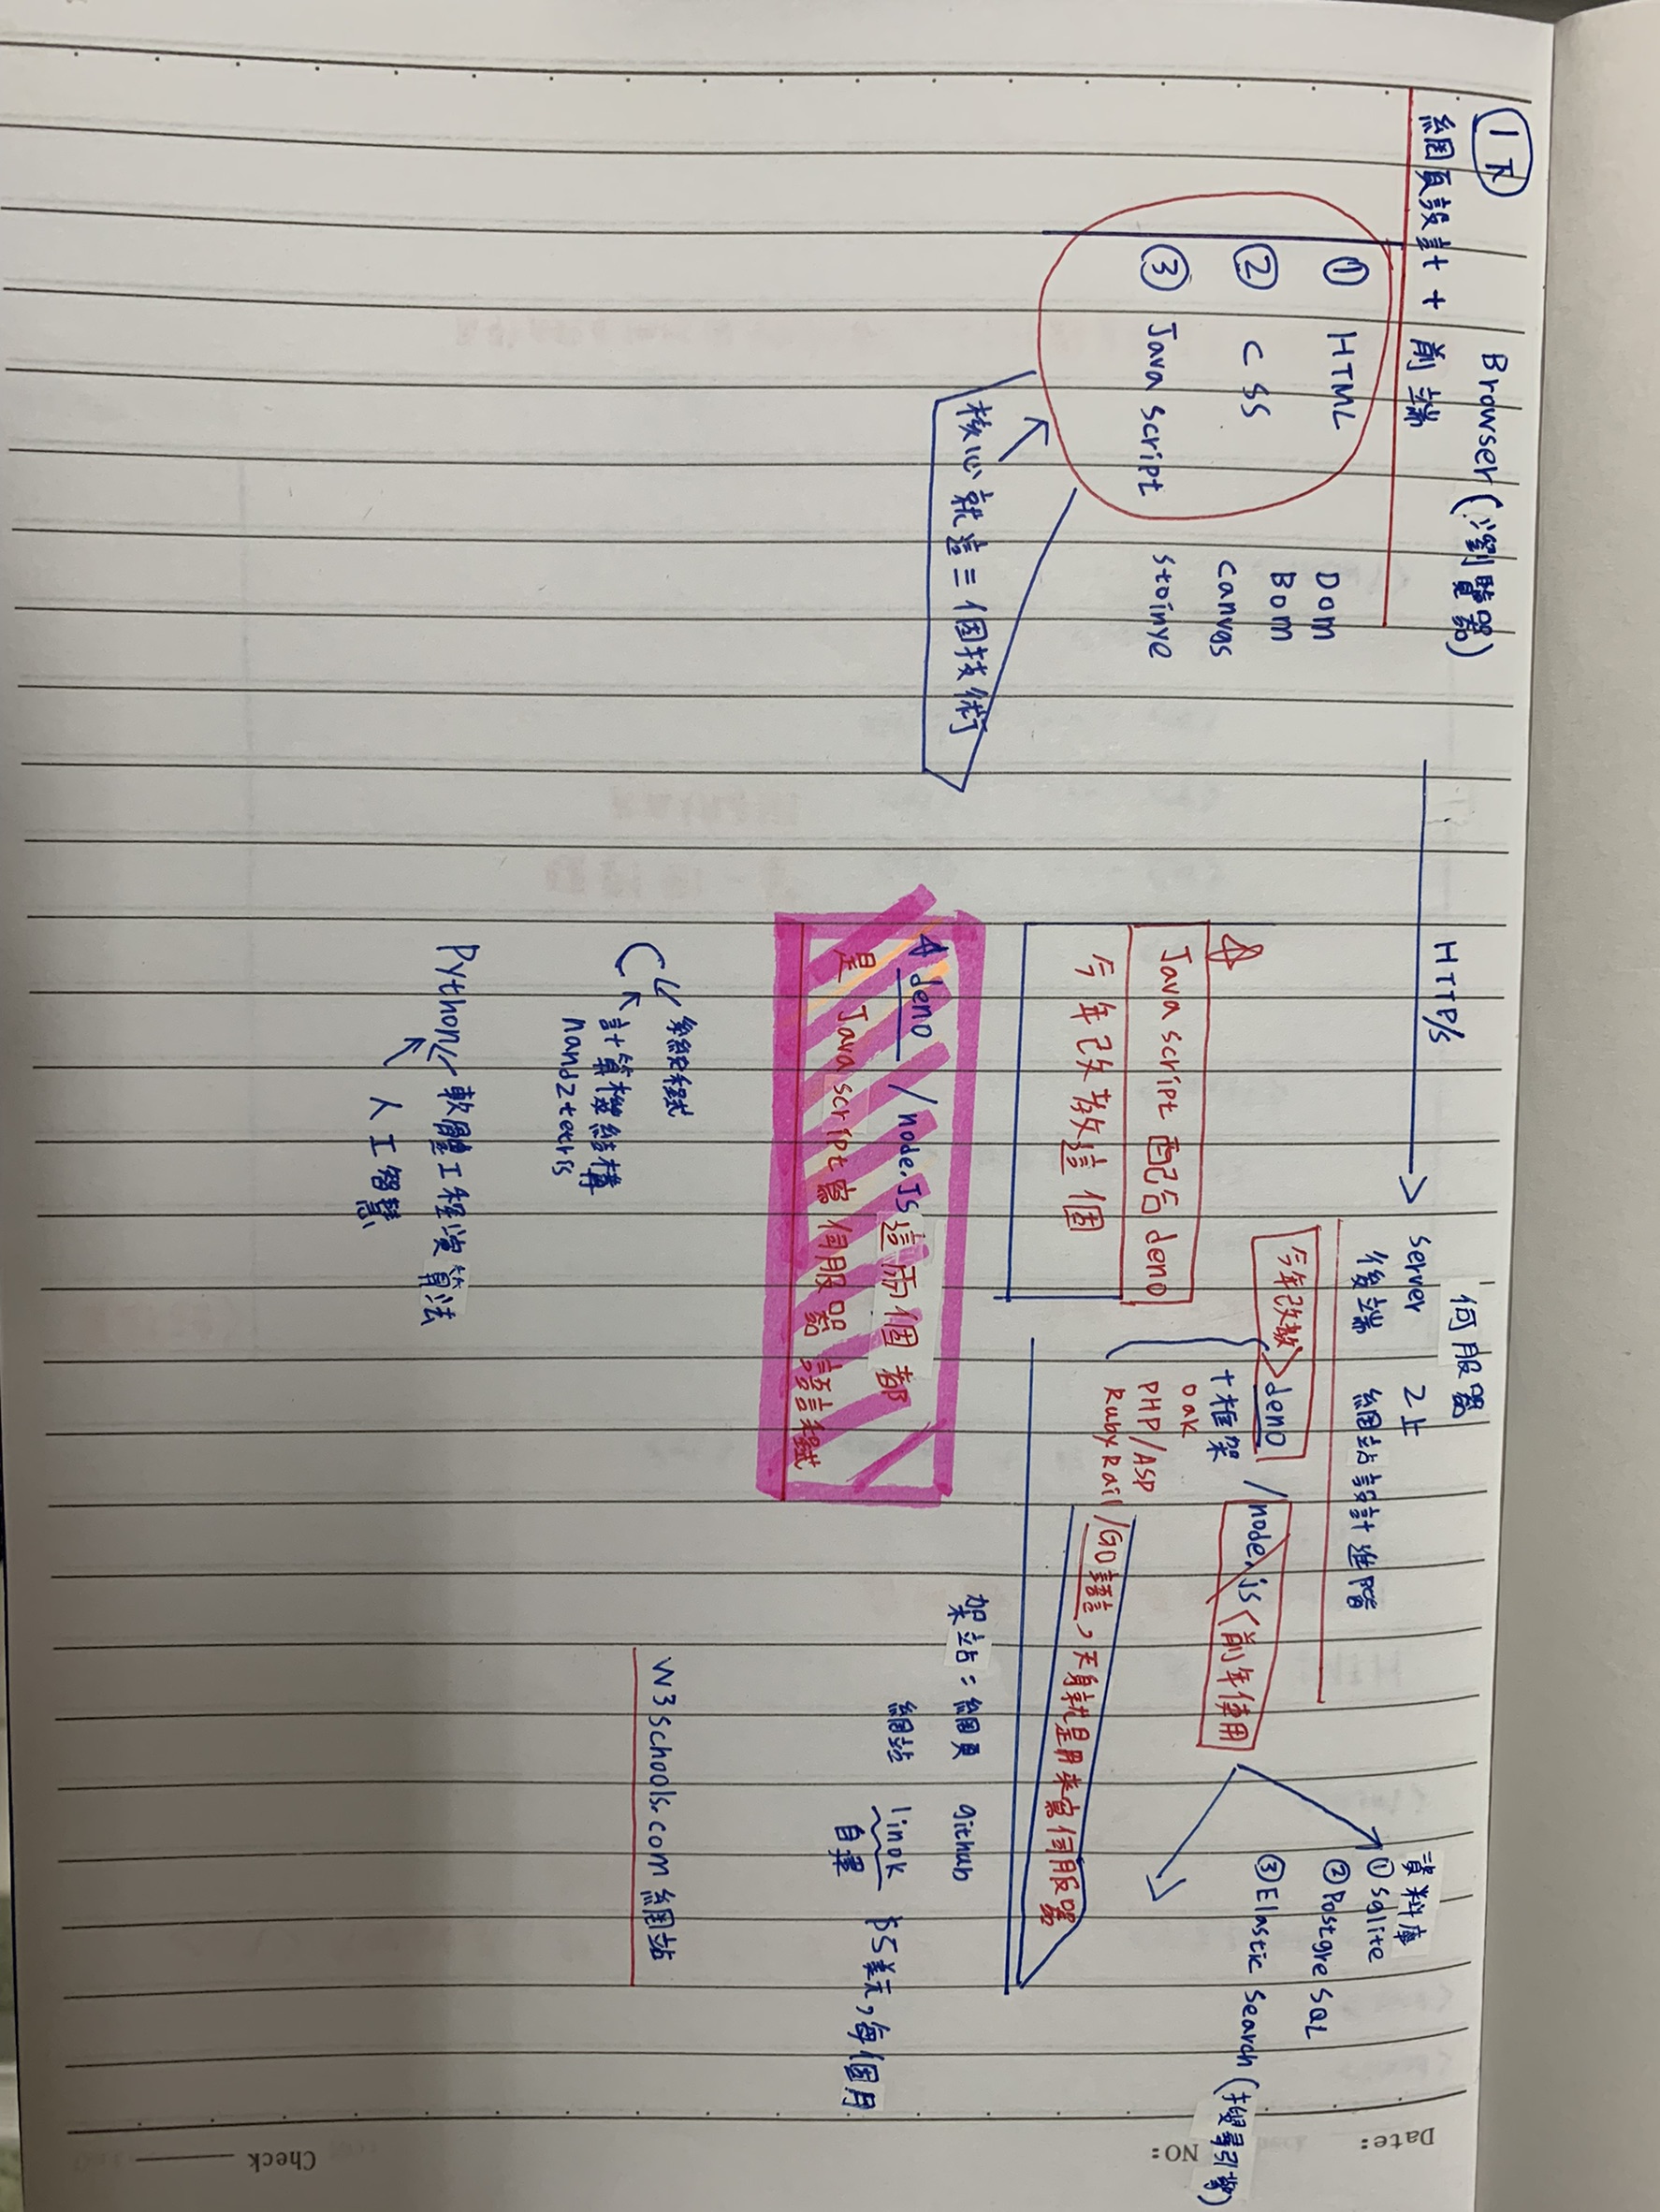 1下
Browser(瀏覽器)
網頁設計 + 前端
① HTML
② CSS
③ Java script
Dom
Bom
canvas
stoinye
核心就這三個技術
HTTP/s
伺服器
server 2上
後端 網站設計進階
今年改教 > deno / node.js < 前年使用
+框架
oak
PHP/ASP
Ruby Rail /GO語言，天身就是用來寫伺服器
資料庫
① Sqlite
② Postgre SQL
③ Elastic Search (搜尋引擎)
Java script 配合 deno
今年改教這個
deno / node.JS 這兩個都
是 Java script 寫伺服器 語言程式
架站：網頁 github
網站 linok $5美元，每個月
自運
W3schools.com 網站
C
系統程式
計算機結構
nand2tetris
Python
軟體工程演算法
人工智慧
Date:
NO:
Check